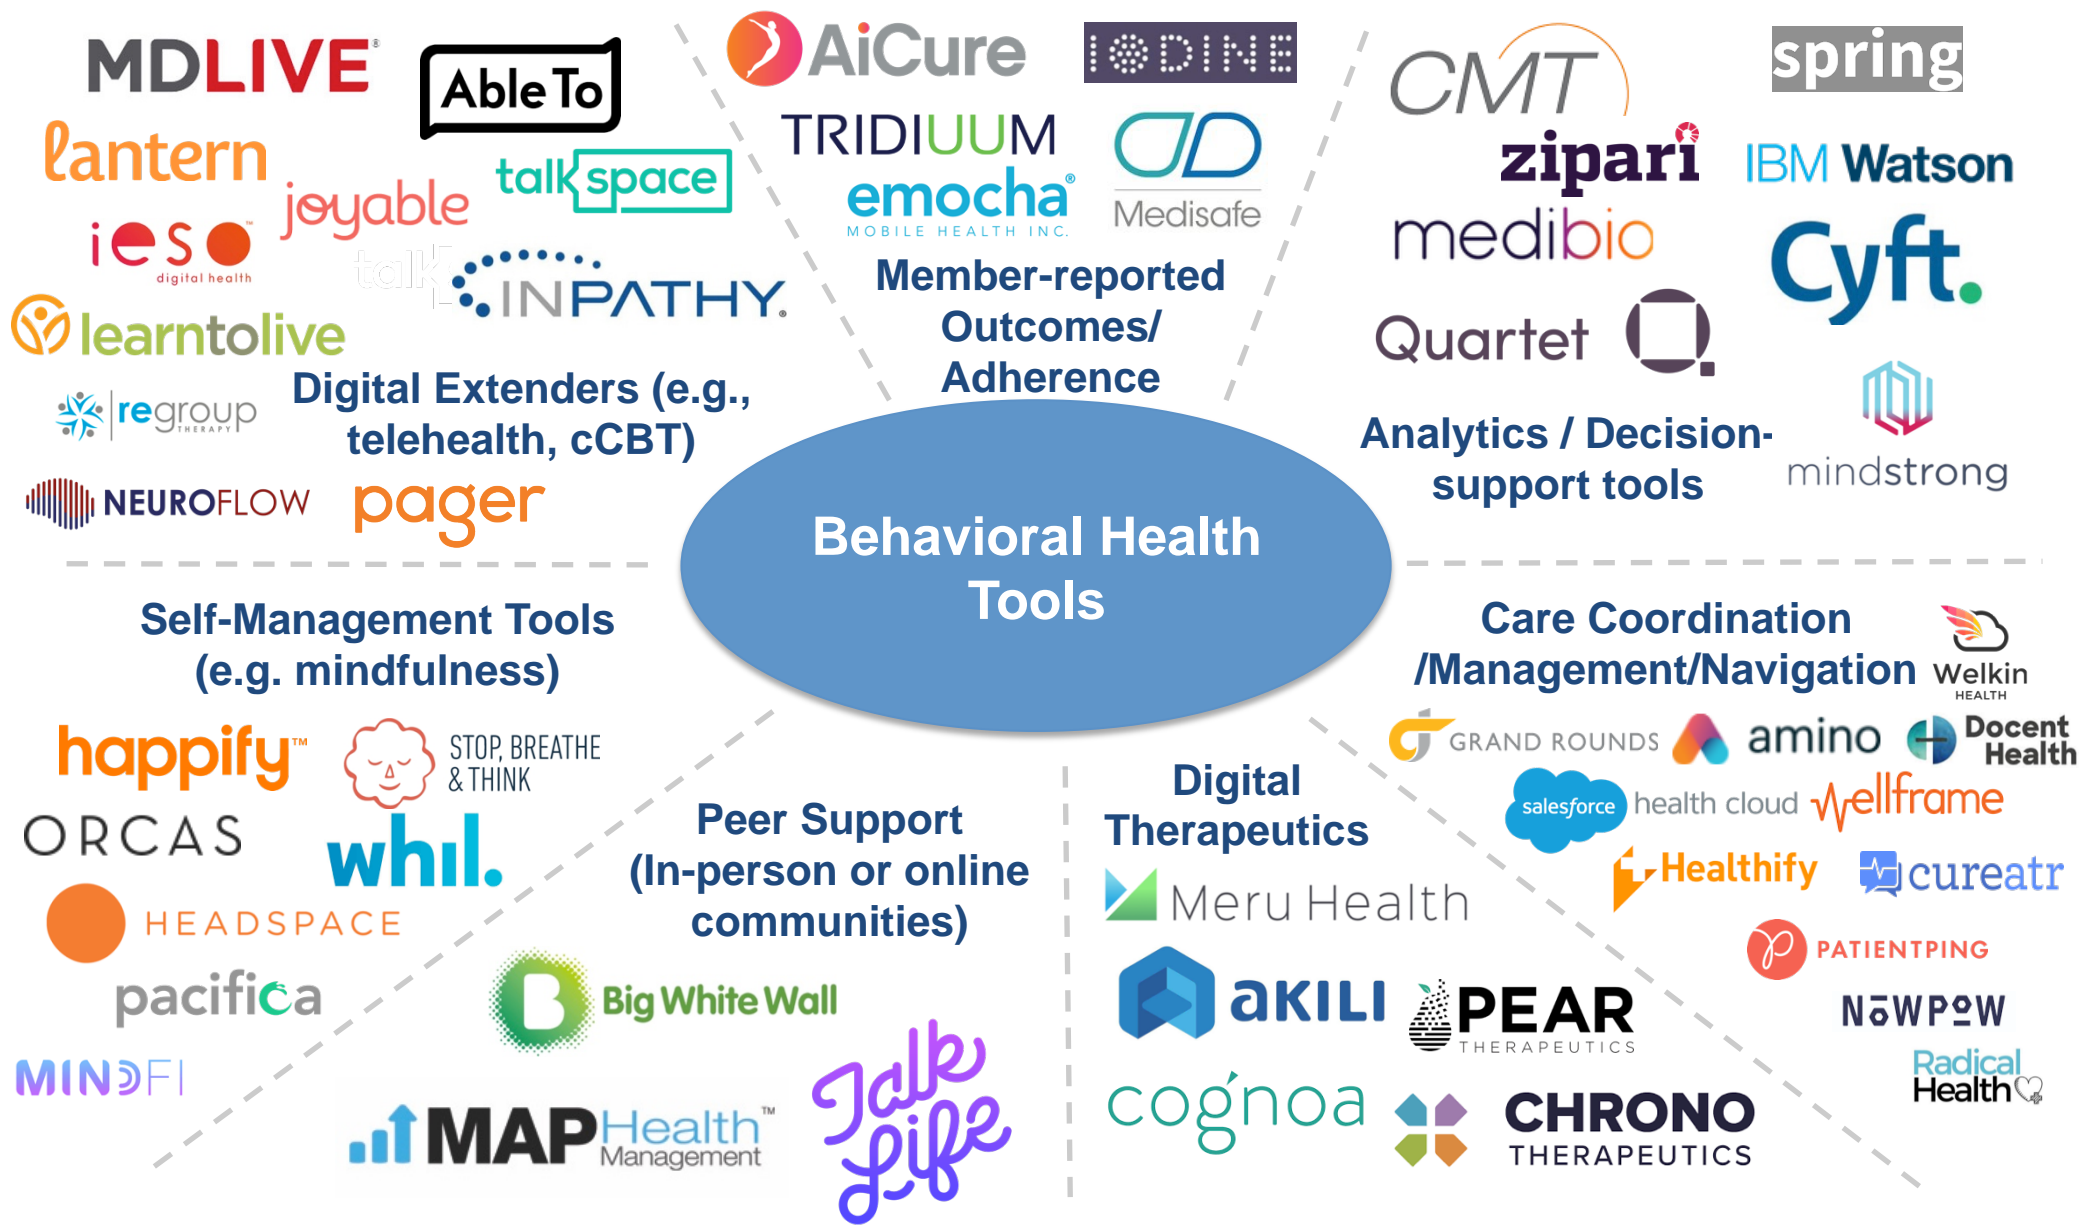 MDLIVE®
AbleTo
lantern
joyable
talkspace
ieso™
digital health
talk
INPATHY.
learntolive
regroup
THERAPY
Digital Extenders (e.g.,
telehealth, cCBT)
NEUROFLOW
pager
AiCure
IODINE
TRIDIUUM
emocha®
MOBILE HEALTH INC.
Medisafe
Member-reported
Outcomes/
Adherence
CMT
spring
zipari
IBM Watson
medibio
Cyft.
Quartet
mindstrong
Analytics / Decision-
support tools
Behavioral Health
Tools
Self-Management Tools
(e.g. mindfulness)
happify™
STOP, BREATHE
& THINK
ORCAS
whil.
HEADSPACE
pacifica
MINDFI
Peer Support
(In-person or online
communities)
B Big White Wall
MAP Health™
Management
Talk
Life
Digital
Therapeutics
Meru Health
AKILI
PEAR
THERAPEUTICS
cognoa
CHRONO
THERAPEUTICS
Care Coordination
/Management/Navigation
Welkin
HEALTH
GRAND ROUNDS
amino
Docent
Health
salesforce health cloud
Wellframe
Healthify
cureatr
PATIENTPING
NOWPOW
Radical
Health